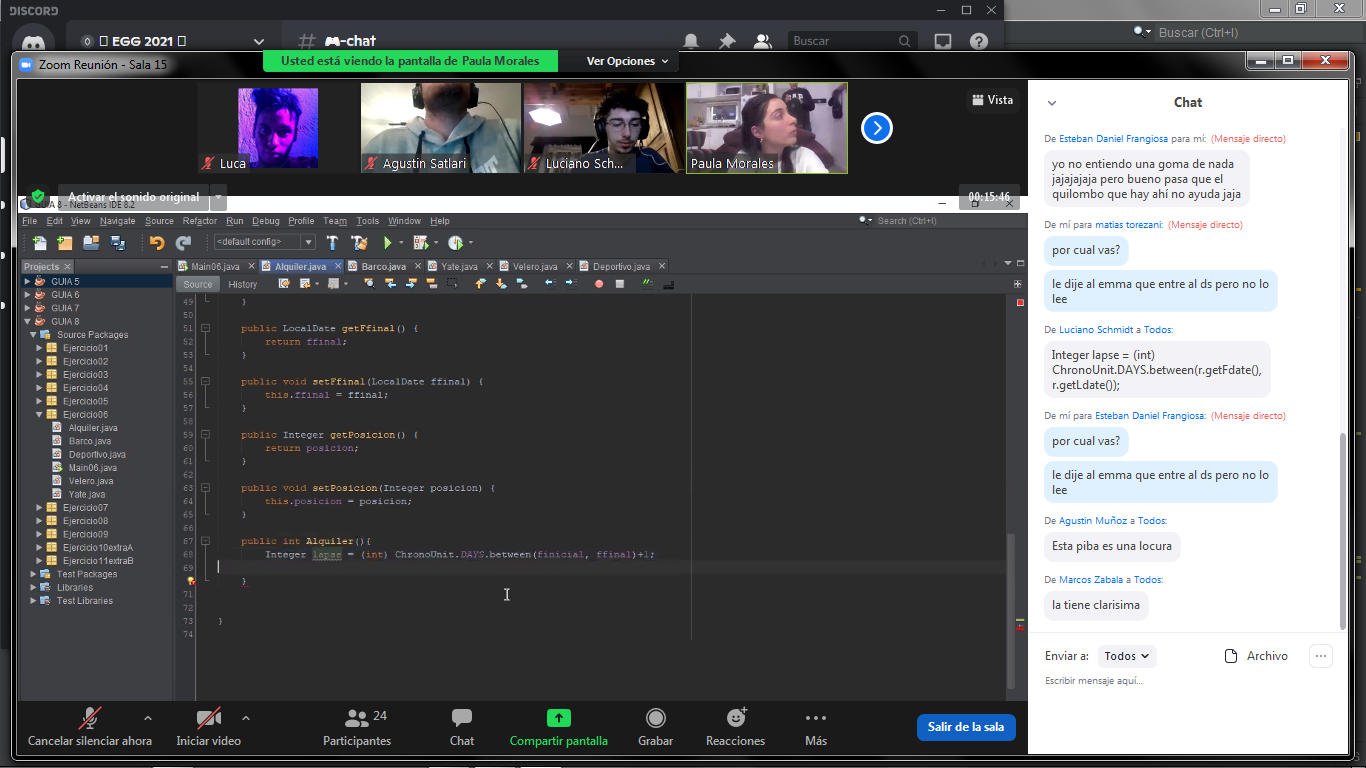 DISCORD
EGG 2021
# -chat
Buscar
Buscar (Ctrl+I)
Zoom Reunión - Sala 15
Usted está viendo la pantalla de Paula Morales
Ver Opciones
Luca
Agustin Satlari
Luciano Sch...
Paula Morales
Vista
Activar el sonido original
00:15:46
GUIA 8 - NetBeans IDE 8.2
File Edit View Navigate Source Refactor Run Debug Profile Team Tools Window Help
Search (Ctrl+I)
<default config>
Projects
Main06.java
Alquiler.java
Barco.java
Yate.java
Velero.java
Deportivo.java
Source
History
GUIA 5
GUIA 6
GUIA 7
GUIA 8
Source Packages
Ejercicio01
Ejercicio02
Ejercicio03
Ejercicio04
Ejercicio05
Ejercicio06
Alquiler.java
Barco.java
Deportivo.java
Main06.java
Velero.java
Yate.java
Ejercicio07
Ejercicio08
Ejercicio09
Ejercicio10extraA
Ejercicio11extraB
Test Packages
Libraries
Test Libraries
49 }
50
51 public LocalDate getFfinal() {
52 return ffinal;
53 }
54
55 public void setFfinal(LocalDate ffinal) {
56 this.ffinal = ffinal;
57 }
58
59 public Integer getPosicion() {
60 return posicion;
61 }
62
63 public void setPosicion(Integer posicion) {
64 this.posicion = posicion;
65 }
66
67 public int Alquiler(){
68 Integer lapse = (int) ChronoUnit.DAYS.between(finicial, ffinal)+1;
69
}
71
72
73 }
74
Chat
De Esteban Daniel Frangiosa para mí: (Mensaje directo)
yo no entiendo una goma de nada
jajajajaja pero bueno pasa que el
quilombo que hay ahí no ayuda jaja
De mí para matias torezani: (Mensaje directo)
por cual vas?
le dije al emma que entre al ds pero no lo
lee
De Luciano Schmidt a Todos:
Integer lapse = (int)
ChronoUnit.DAYS.between(r.getFdate(),
r.getLdate());
De mí para Esteban Daniel Frangiosa: (Mensaje directo)
por cual vas?
le dije al emma que entre al ds pero no lo
lee
De Agustin Muñoz a Todos:
Esta piba es una locura
De Marcos Zabala a Todos:
la tiene clarisima
Enviar a: Todos
Archivo
Escribir mensaje aquí...
Cancelar silenciar ahora
Iniciar video
Participantes
24
Chat
Compartir pantalla
Grabar
Reacciones
Más
Salir de la sala